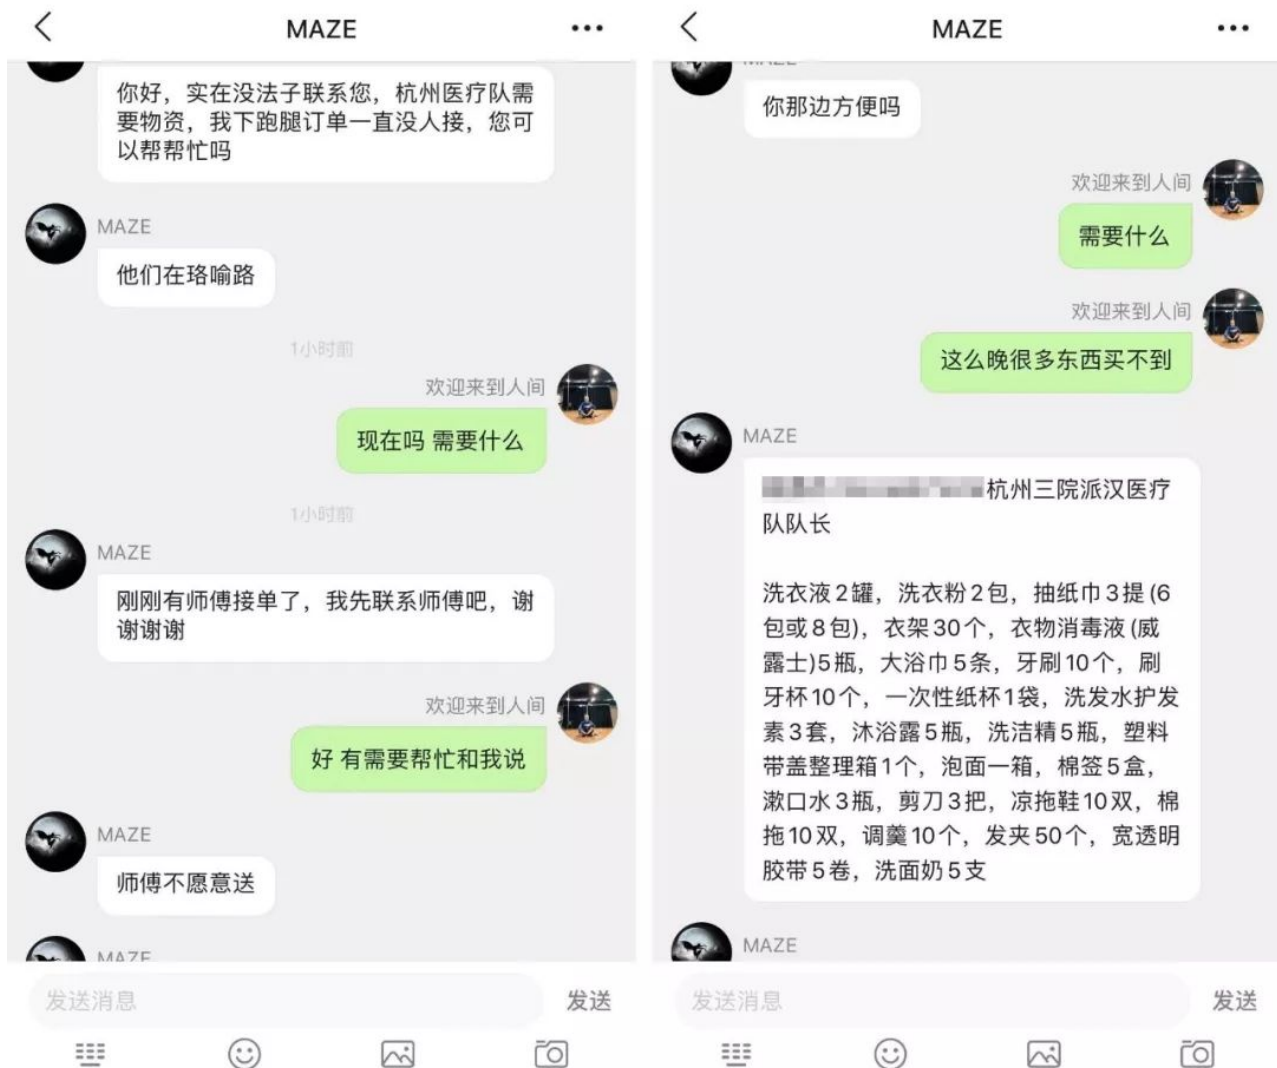 MAZE
你好，实在没法子联系您，杭州医疗队需
要物资，我下跑腿订单一直没人接，您可
以帮帮忙吗
MAZE
他们在珞喻路
1小时前
欢迎来到人间
现在吗 需要什么
1小时前
MAZE
刚刚有师傅接单了，我先联系师傅吧，谢
谢谢谢
欢迎来到人间
好 有需要帮忙和我说
MAZE
师傅不愿意送
MAZE
发送消息
发送
MAZE
MAZE
你那边方便吗
欢迎来到人间
需要什么
欢迎来到人间
这么晚很多东西买不到
MAZE
杭州三院派汉医疗
队队长
洗衣液2罐，洗衣粉2包，抽纸巾3提(6
包或8包)，衣架30个，衣物消毒液(威
露士)5瓶，大浴巾5条，牙刷10个，刷
牙杯10个，一次性纸杯1袋，洗发水护发
素3套，沐浴露5瓶，洗洁精5瓶，塑料
带盖整理箱1个，泡面一箱，棉签5盒，
漱口水3瓶，剪刀3把，凉拖鞋10双，棉
拖10双，调羹10个，发夹50个，宽透明
胶带5卷，洗面奶5支
MAZE
发送消息
发送